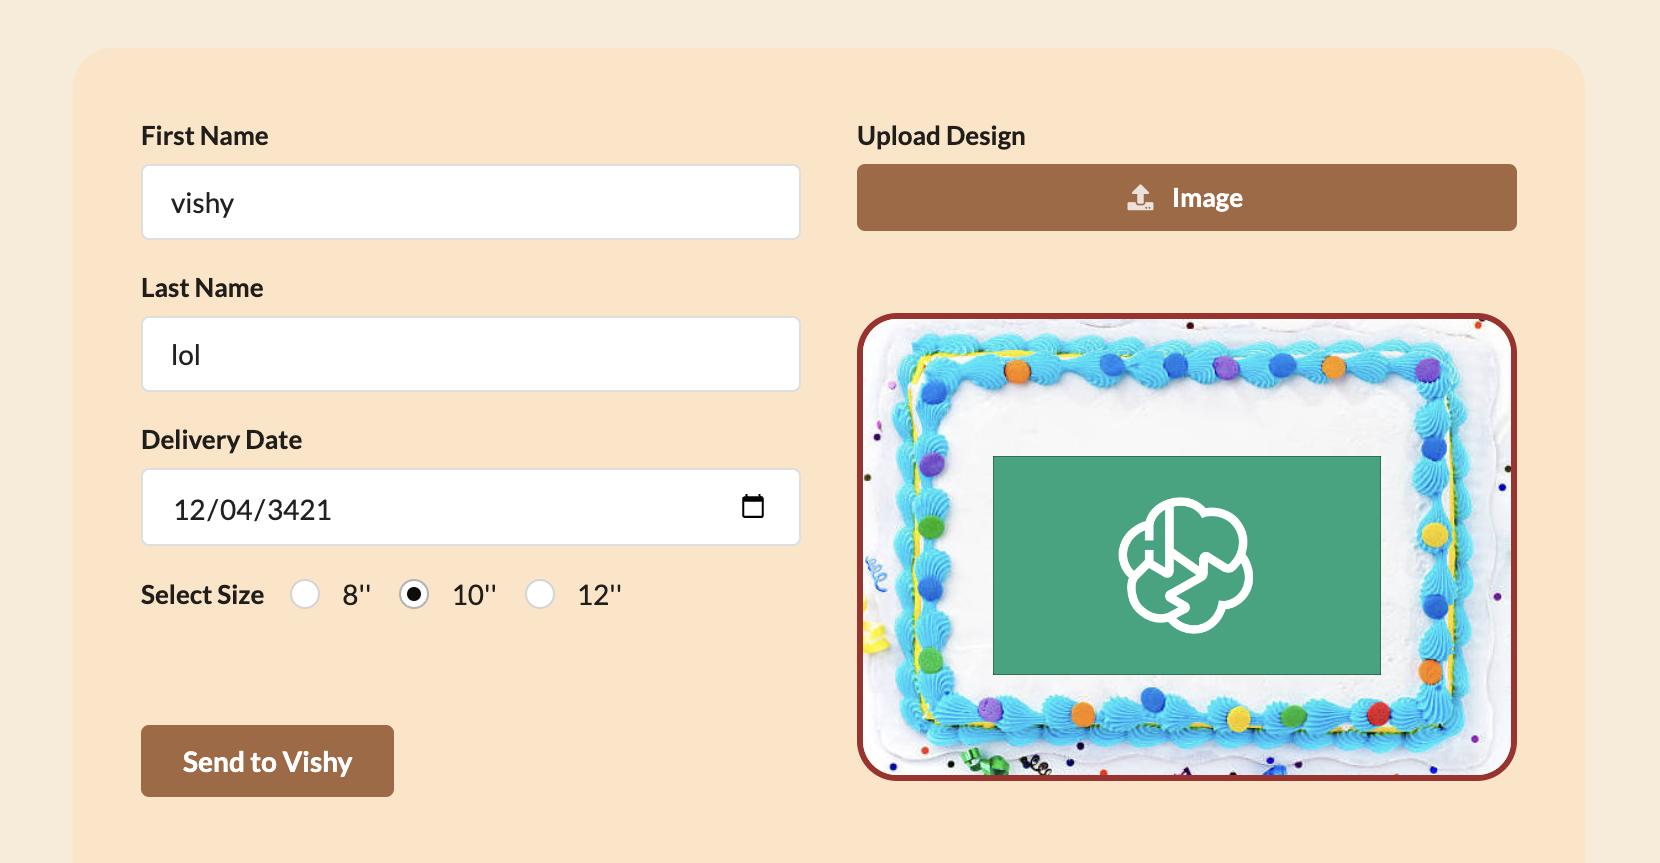 First Name
vishy
Last Name
lol
Delivery Date
12/04/3421
Select Size 8'' 10'' 12''
Send to Vishy
Upload Design
Image